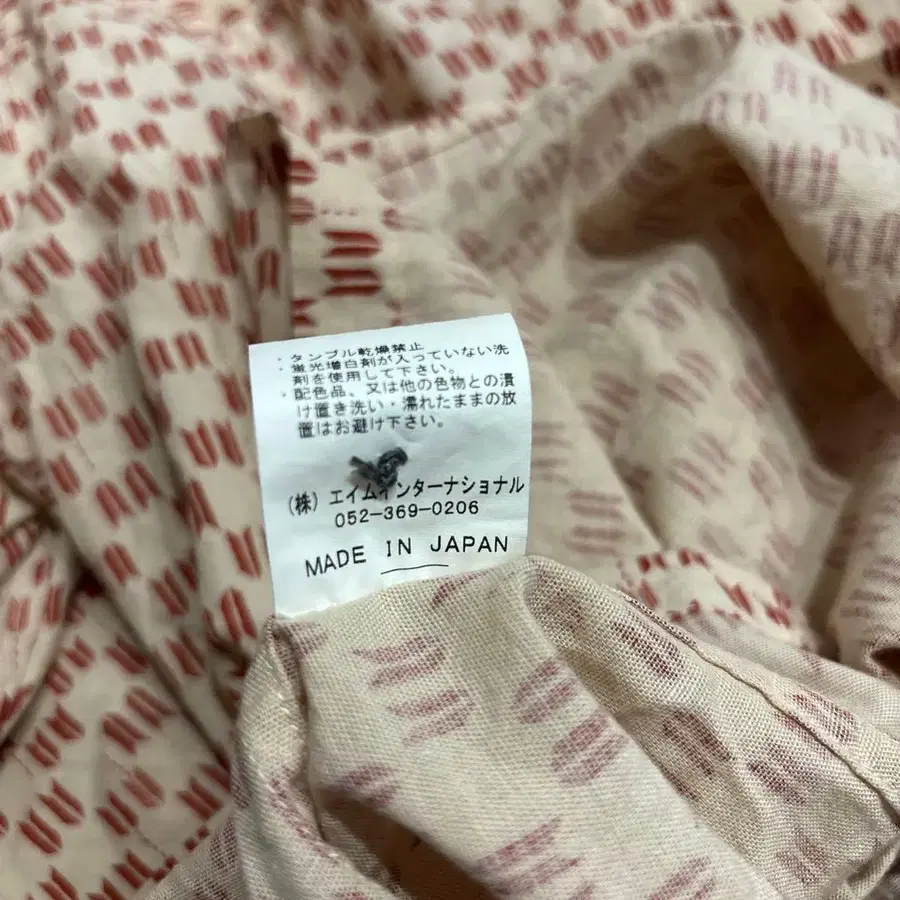 ・タンブル乾燥禁止
・蛍光増白剤が入っていない洗
剤を使用して下さい。
・配色品、又は他の色物との漬
け置き洗い・濡れたままの放
置はお避け下さい。
(株)エイムインターナショナル
052-369-0206
MADE IN JAPAN